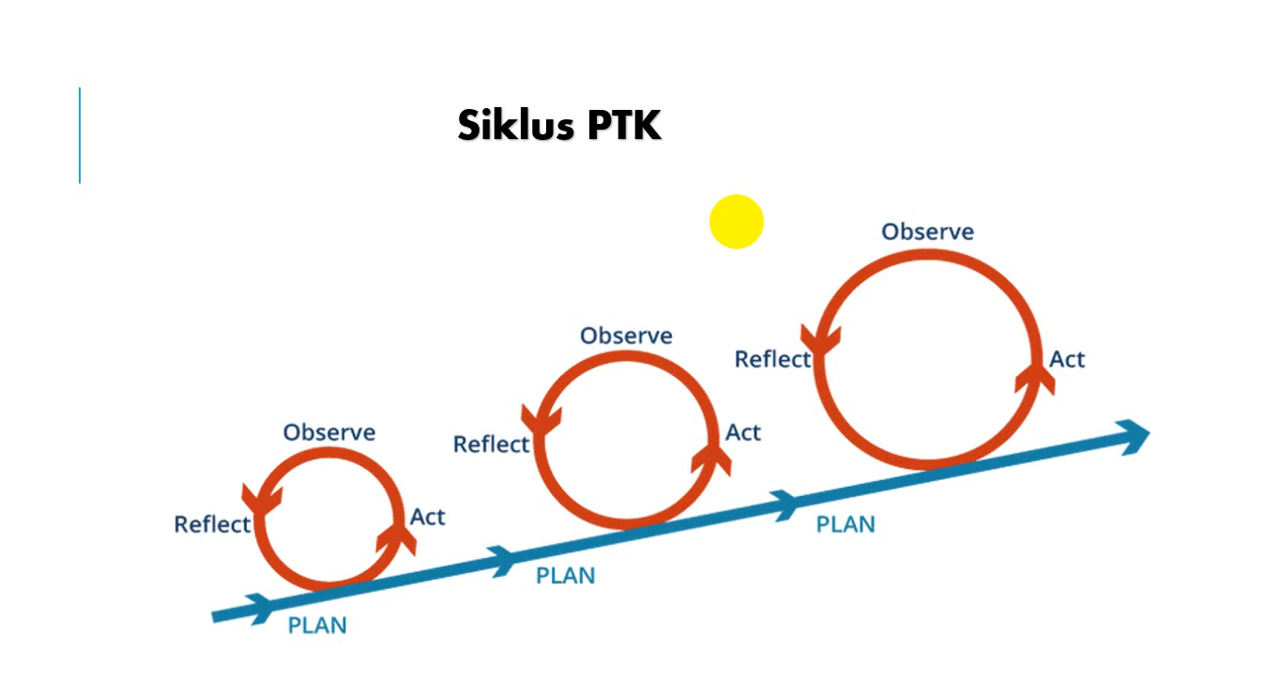 Siklus PTK
Observe
Reflect
Act
PLAN
Observe
Reflect
Act
PLAN
Observe
Reflect
Act
PLAN